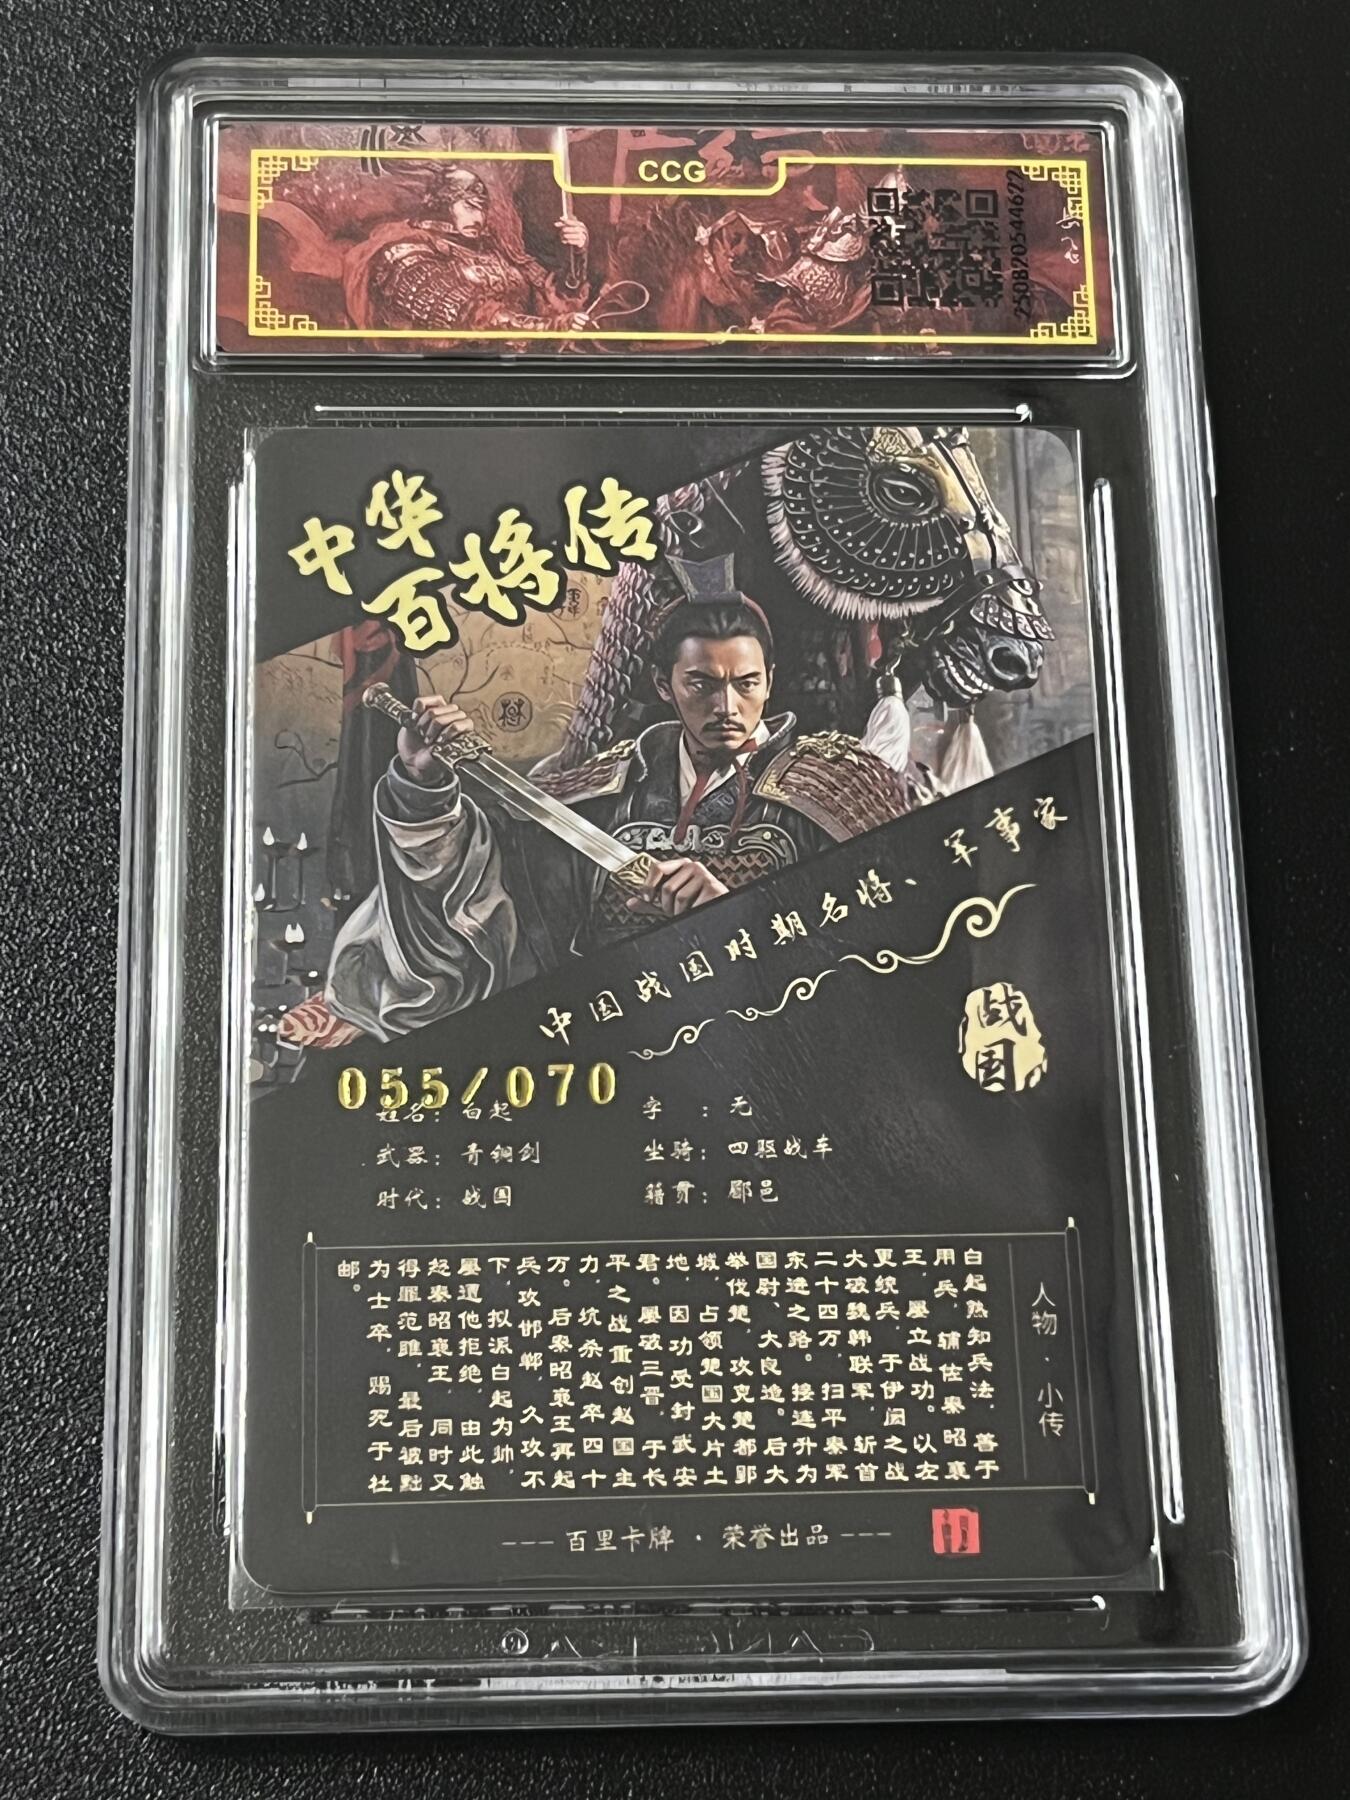 CCG
250B20544622
中华
百将传
中国战国时期名将、军事家
战国
055/070
姓名：白起
字　：无
武器：青铜剑
坐骑：四驱战车
时代：战国
籍贯：郿邑
人物·小传
白起熟知兵法，善于
用兵，辅佐秦昭襄
王，屡立战功。以左
更统兵，于伊阙之战
大破魏韩联军，斩首
二十四万，扫平秦军
东进之路。接连升为
国尉、大良造。后大
举伐楚，攻克楚都郢
城，占领楚国大片土
地，因功受封武安
君。屡破三晋，于长
平之战重创赵国主
力，坑杀赵卒四十
万。后秦昭襄王再起
兵攻邯郸，久攻不
下，拟派白起为帅，
屡遭他拒绝，由此触
怒秦昭襄王，同时又
得罪范雎，最后被黜
为士卒，赐死于杜
邮。
---百里卡牌·荣誉出品---